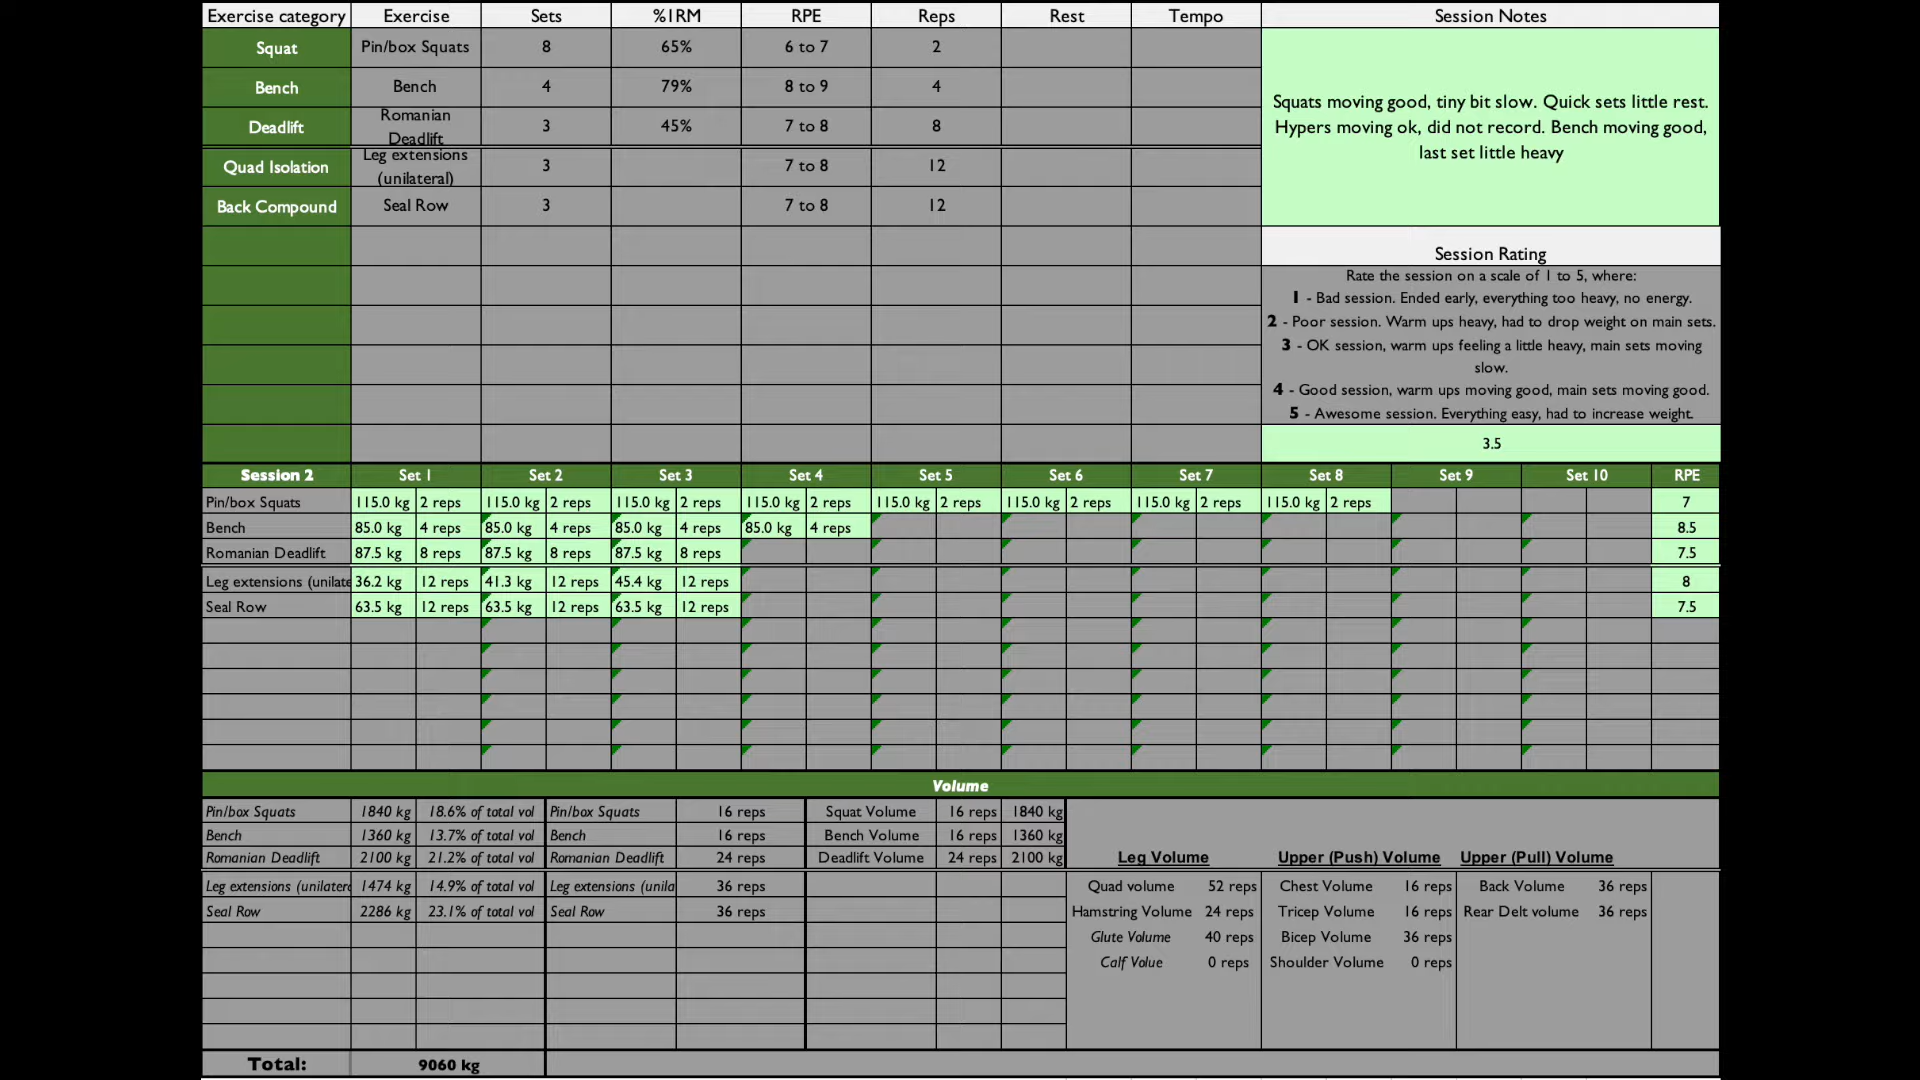 Exercise category Exercise Sets %1RM RPE Reps Rest Tempo Session Notes
Squat Pin/box Squats 8 65% 6 to 7 2
Bench Bench 4 79% 8 to 9 4
Deadlift Romanian Deadlift 3 45% 7 to 8 8
Quad Isolation Leg extensions (unilateral) 3 7 to 8 12
Back Compound Seal Row 3 7 to 8 12
Squats moving good, tiny bit slow. Quick sets little rest.
Hypers moving ok, did not record. Bench moving good,
last set little heavy
Session Rating
Rate the session on a scale of 1 to 5, where:
1 - Bad session. Ended early, everything too heavy, no energy.
2 - Poor session. Warm ups heavy, had to drop weight on main sets.
3 - OK session, warm ups feeling a little heavy, main sets moving
slow.
4 - Good session, warm ups moving good, main sets moving good.
5 - Awesome session. Everything easy, had to increase weight.
3.5
Session 2 Set 1 Set 2 Set 3 Set 4 Set 5 Set 6 Set 7 Set 8 Set 9 Set 10 RPE
Pin/box Squats 115.0 kg 2 reps 115.0 kg 2 reps 115.0 kg 2 reps 115.0 kg 2 reps 115.0 kg 2 reps 115.0 kg 2 reps 115.0 kg 2 reps 115.0 kg 2 reps 7
Bench 85.0 kg 4 reps 85.0 kg 4 reps 85.0 kg 4 reps 85.0 kg 4 reps 8.5
Romanian Deadlift 87.5 kg 8 reps 87.5 kg 8 reps 87.5 kg 8 reps 7.5
Leg extensions (unilate 36.2 kg 12 reps 41.3 kg 12 reps 45.4 kg 12 reps 8
Seal Row 63.5 kg 12 reps 63.5 kg 12 reps 63.5 kg 12 reps 7.5
Volume
Pin/box Squats 1840 kg 18.6% of total vol Pin/box Squats 16 reps Squat Volume 16 reps 1840 kg
Bench 1360 kg 13.7% of total vol Bench 16 reps Bench Volume 16 reps 1360 kg
Romanian Deadlift 2100 kg 21.2% of total vol Romanian Deadlift 24 reps Deadlift Volume 24 reps 2100 kg Leg Volume Upper (Push) Volume Upper (Pull) Volume
Leg extensions (unilatera 1474 kg 14.9% of total vol Leg extensions (unila 36 reps Quad volume 52 reps Chest Volume 16 reps Back Volume 36 reps
Seal Row 2286 kg 23.1% of total vol Seal Row 36 reps Hamstring Volume 24 reps Tricep Volume 16 reps Rear Delt volume 36 reps
Glute Volume 40 reps Bicep Volume 36 reps
Calf Volue 0 reps Shoulder Volume 0 reps
Total: 9060 kg